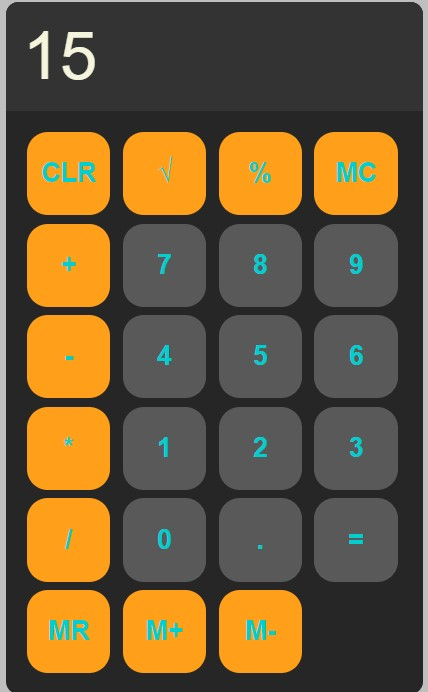 15
CLR √ % MC
+ 7 8 9
- 4 5 6
* 1 2 3
/ 0 . =
MR M+ M-